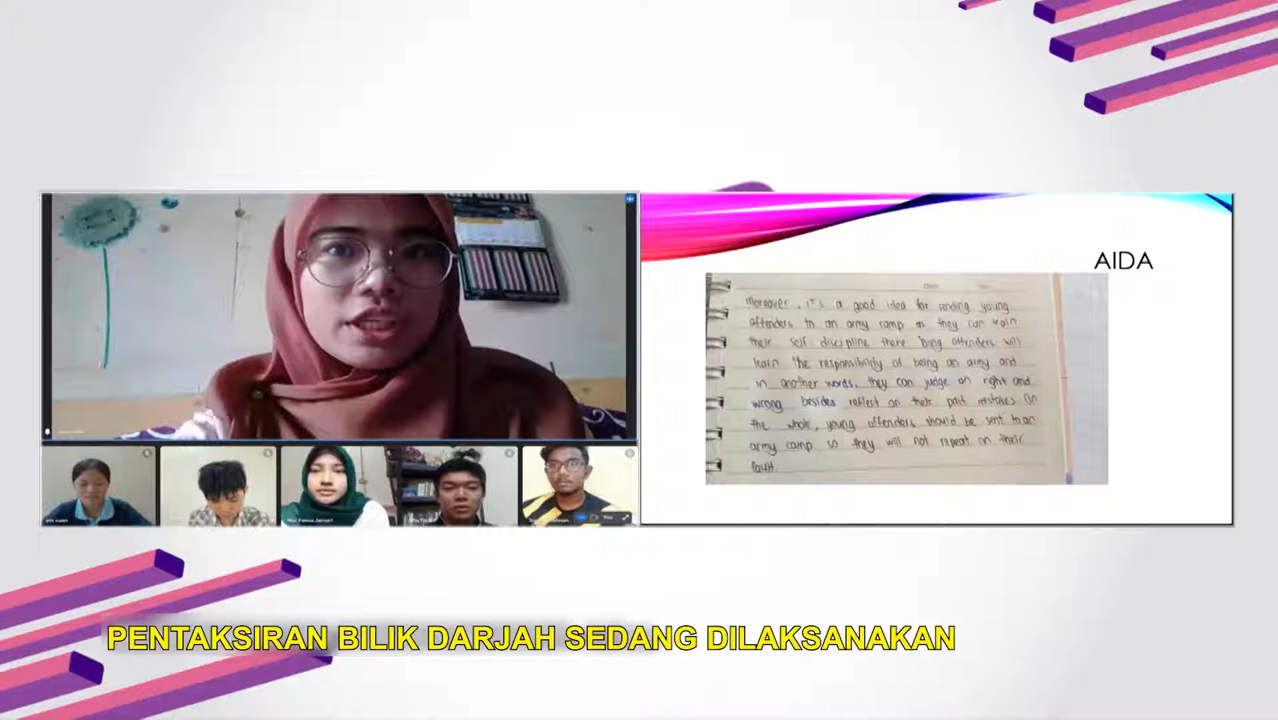 AIDA
Moreover, it's a good idea for sending young
offenders to an army camp as they can train
their self-discipline there. Young offenders will
learn the responsibility of being an army and
in another words, they can judge on right and
wrong besides reflect on their past mistakes. On
the whole, young offenders should be sent to an
army camp so they will not repeat on their
fault.
PENTAKSIRAN BILIK DARJAH SEDANG DILAKSANAKAN